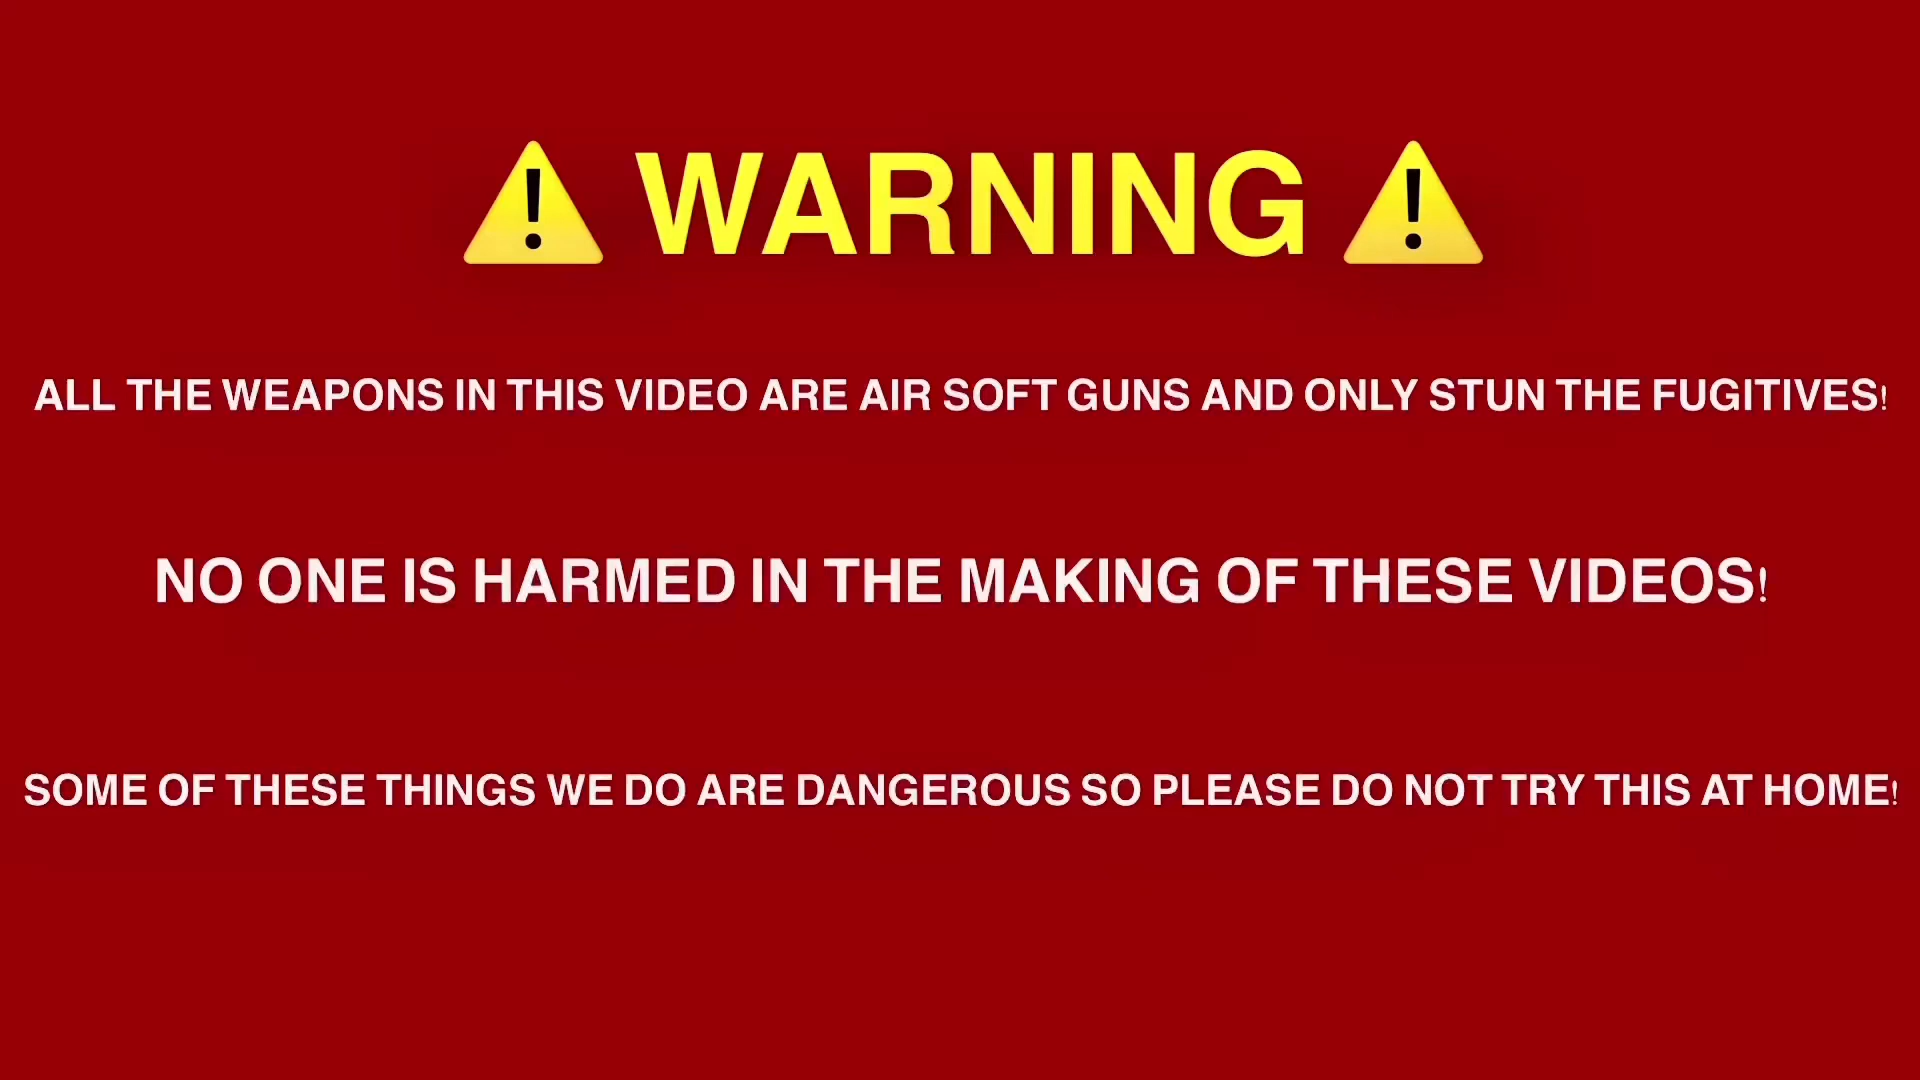 ⚠️ WARNING ⚠️
ALL THE WEAPONS IN THIS VIDEO ARE AIR SOFT GUNS AND ONLY STUN THE FUGITIVES!
NO ONE IS HARMED IN THE MAKING OF THESE VIDEOS!
SOME OF THESE THINGS WE DO ARE DANGEROUS SO PLEASE DO NOT TRY THIS AT HOME!